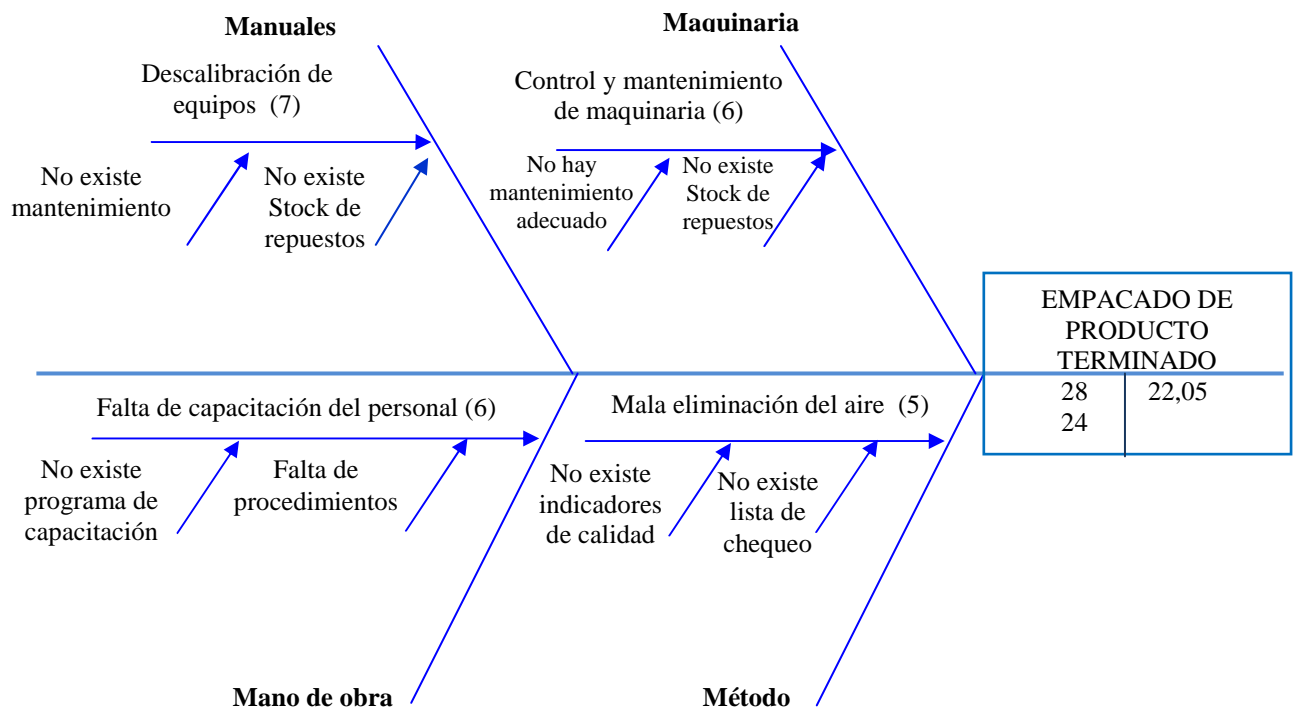 Manuales
Maquinaria
Descalibración de
equipos (7)
Control y mantenimiento
de maquinaria (6)
No existe
mantenimiento
No existe
Stock de
repuestos
No hay
mantenimiento
adecuado
No existe
Stock de
repuestos
EMPACADO DE
PRODUCTO
TERMINADO
28
24
22,05
Falta de capacitación del personal (6)
Mala eliminación del aire (5)
No existe
programa de
capacitación
Falta de
procedimientos
No existe
indicadores
de calidad
No existe
lista de
chequeo
Mano de obra
Método